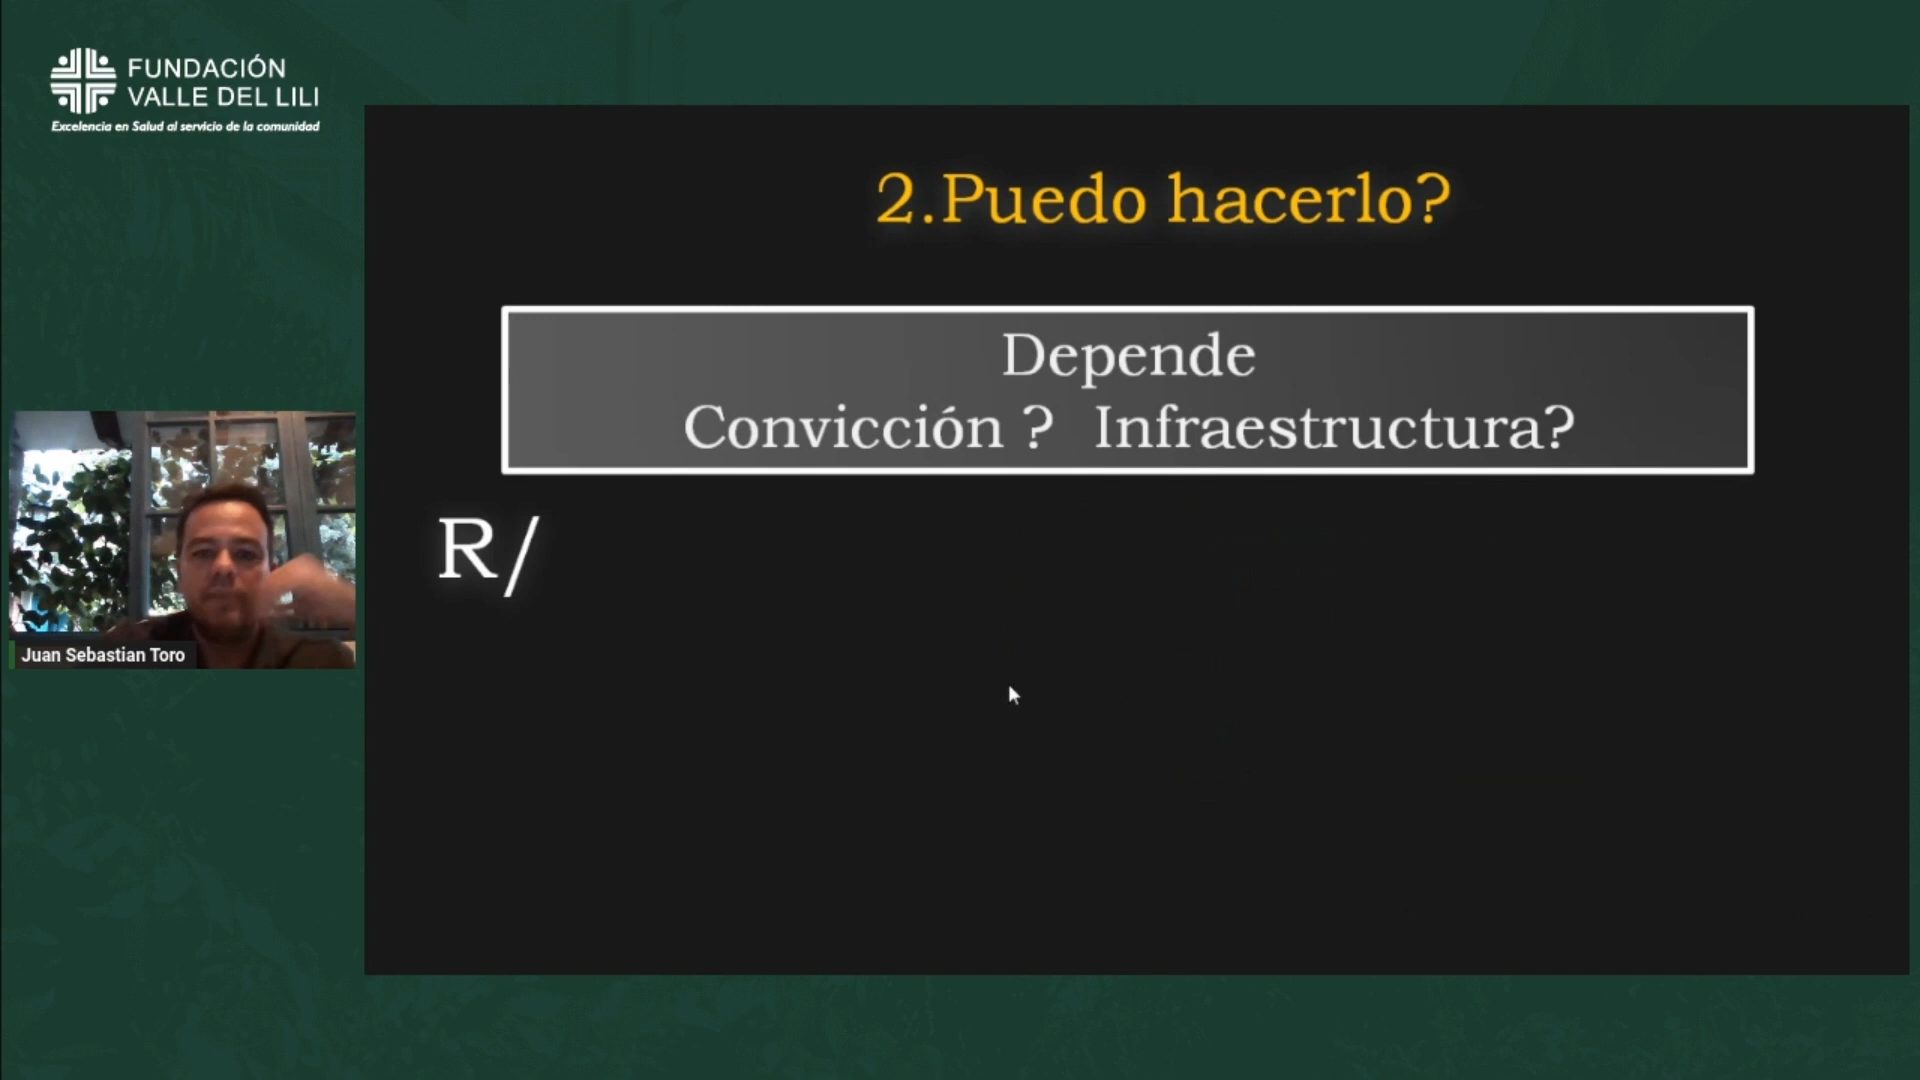 FUNDACIÓN
VALLE DEL LILI
Excelencia en Salud al servicio de la comunidad
2.Puedo hacerlo?
Depende
Convicción ? Infraestructura?
R/
Juan Sebastian Toro